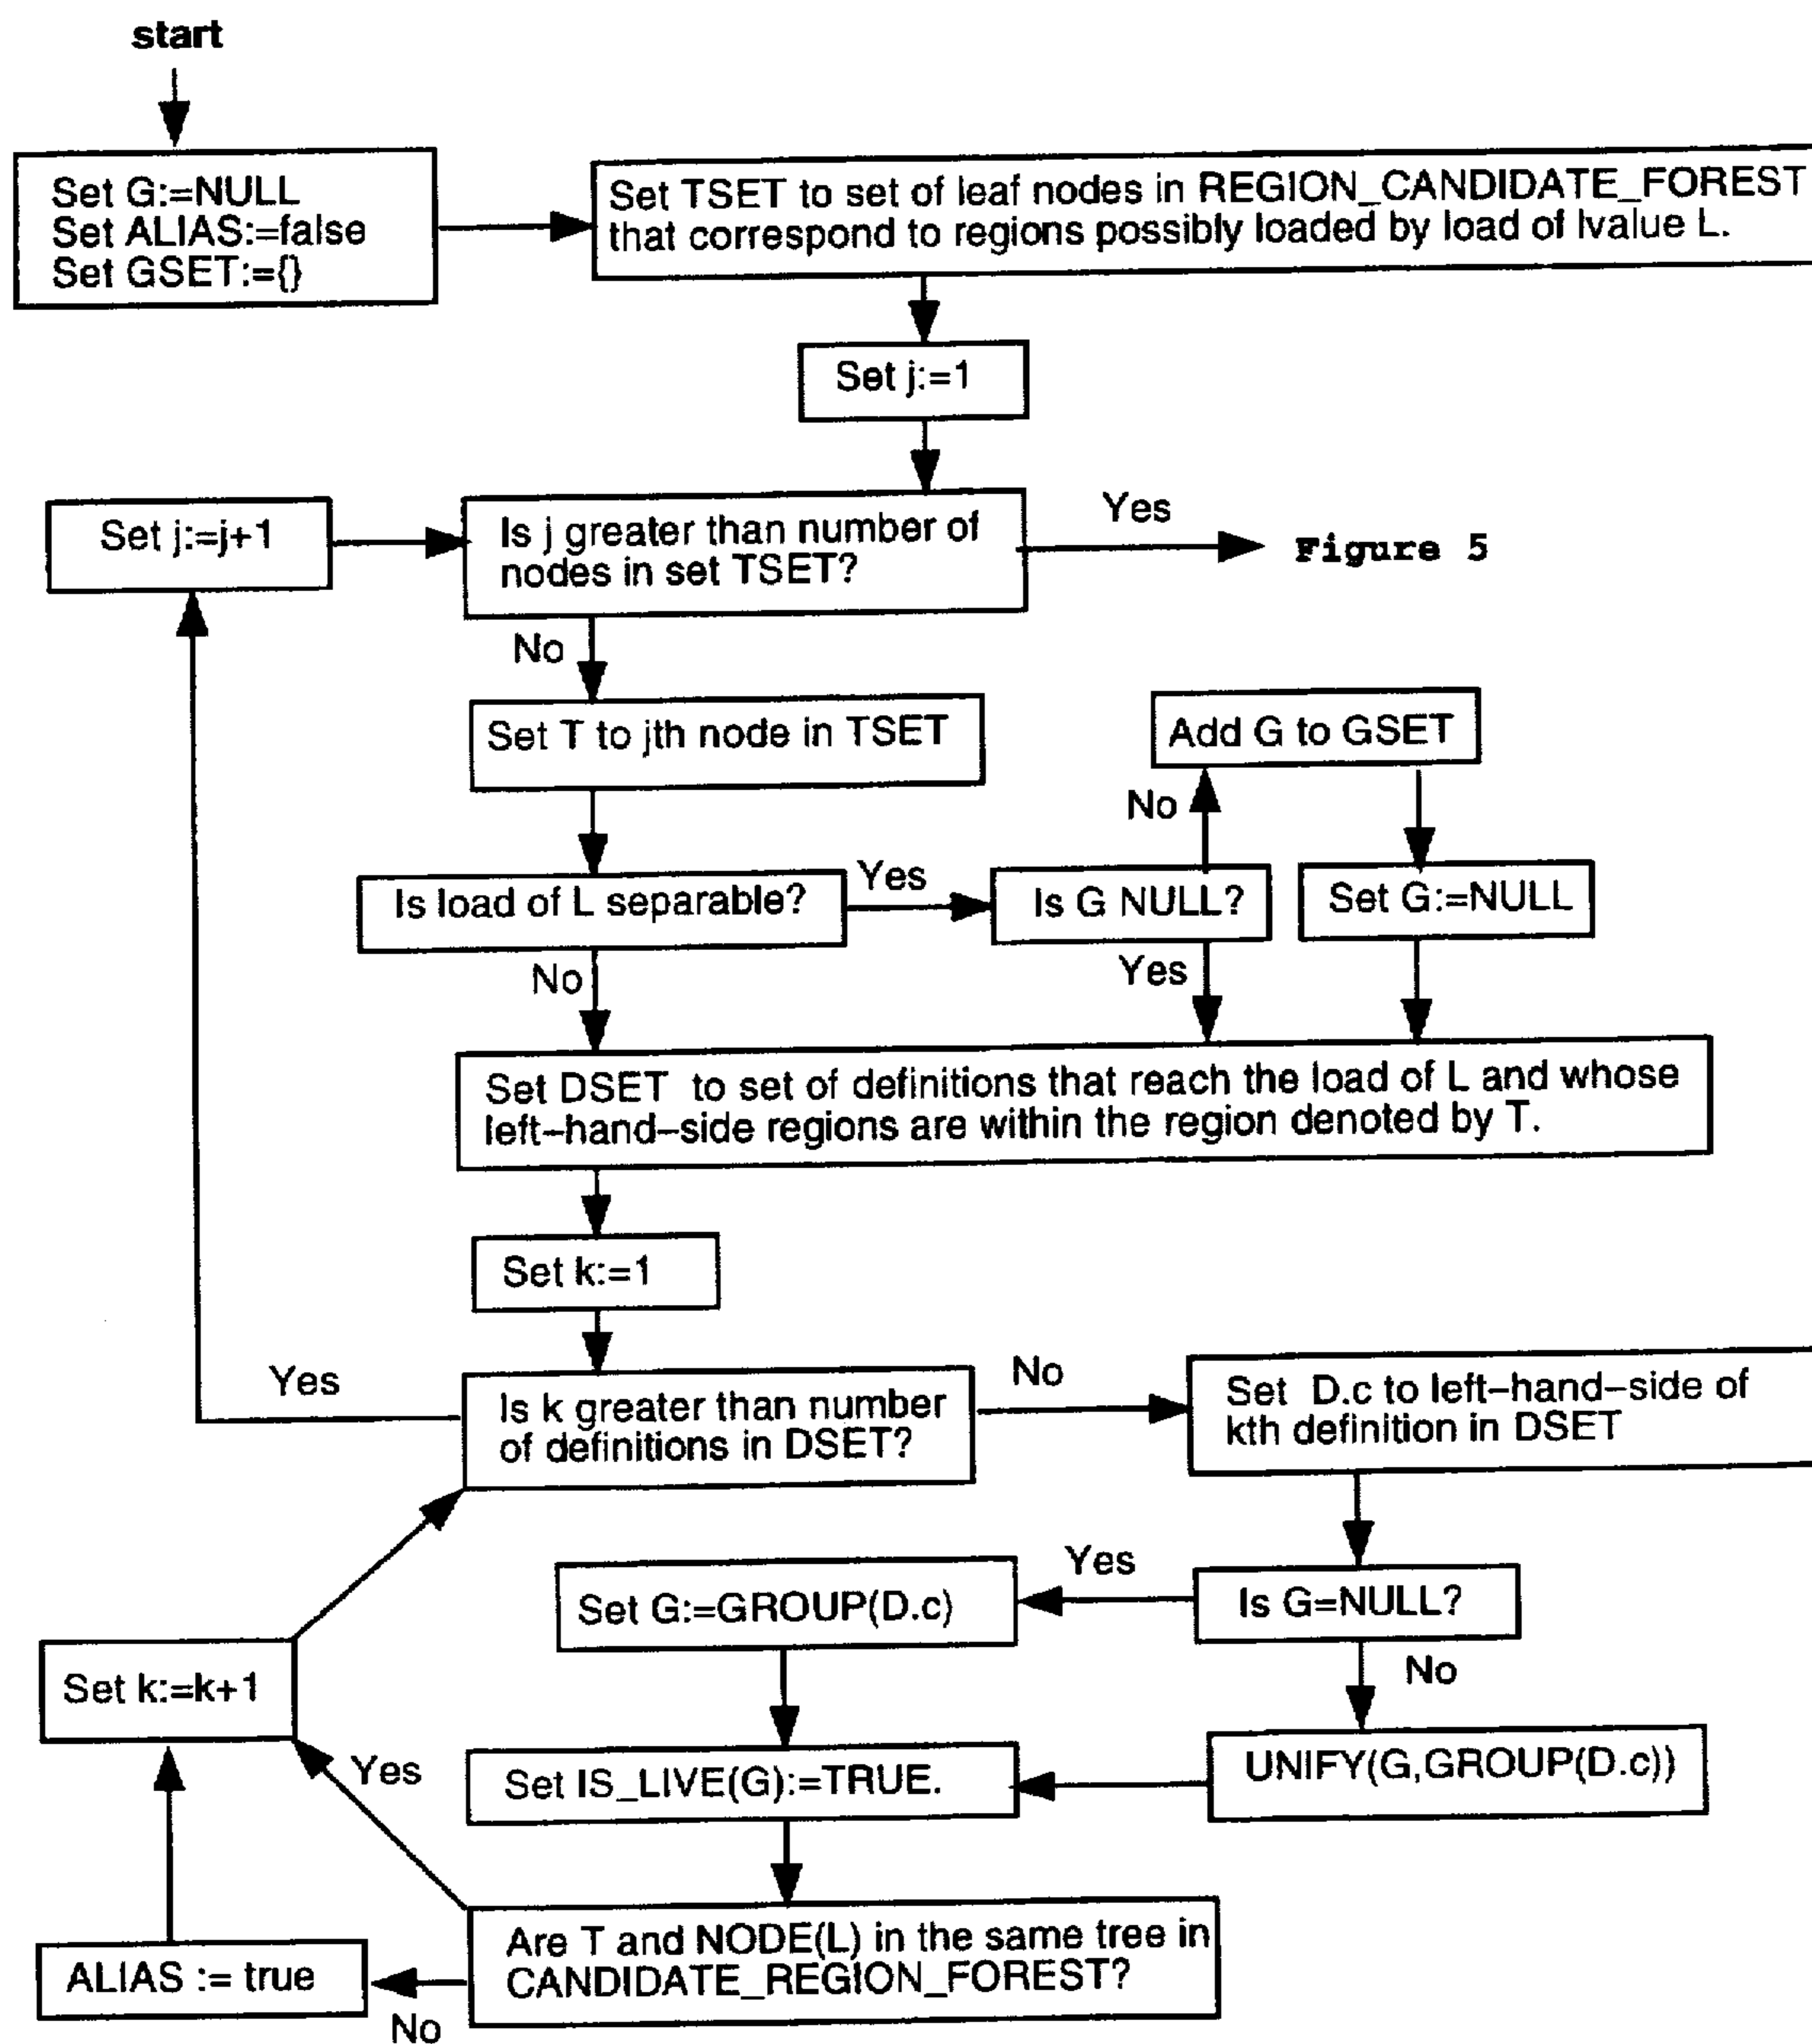 start
Set G:=NULL
Set ALIAS:=false
Set GSET:={}
Set TSET to set of leaf nodes in REGION_CANDIDATE_FOREST
that correspond to regions possibly loaded by load of lvalue L.
Set j:=1
Set j:=j+1
Is j greater than number of
nodes in set TSET?
Yes
Figure 5
No
Set T to jth node in TSET
Add G to GSET
No
Is load of L separable?
Yes
Is G NULL?
Set G:=NULL
No
Yes
Set DSET to set of definitions that reach the load of L and whose
left–hand–side regions are within the region denoted by T.
Set k:=1
Yes
Is k greater than number
of definitions in DSET?
No
Set D.c to left–hand–side of
kth definition in DSET
Set G:=GROUP(D.c)
Yes
Is G=NULL?
No
Set k:=k+1
Yes
Set IS_LIVE(G):=TRUE.
UNIFY(G,GROUP(D.c))
ALIAS := true
No
Are T and NODE(L) in the same tree in
CANDIDATE_REGION_FOREST?